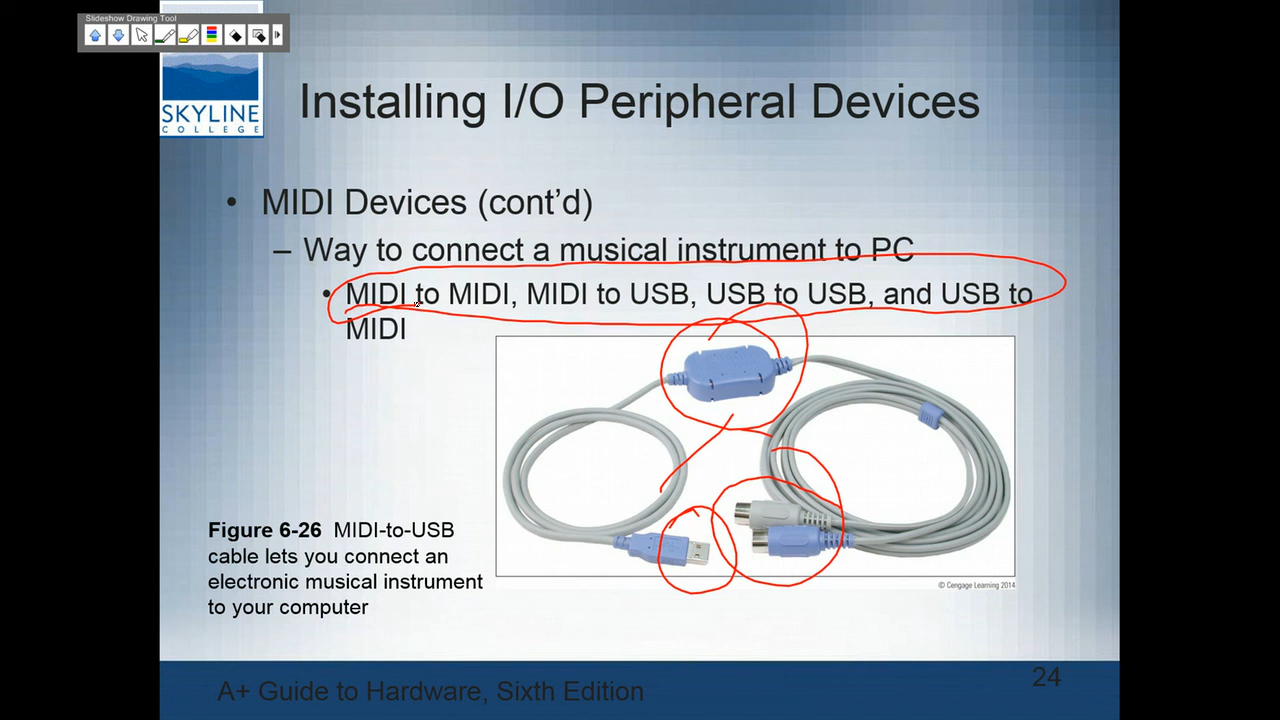 Slideshow Drawing Tool
SKYLINE
COLLEGE
Installing I/O Peripheral Devices
• MIDI Devices (cont’d)
– Way to connect a musical instrument to PC
• MIDI to MIDI, MIDI to USB, USB to USB, and USB to
MIDI
Figure 6-26 MIDI-to-USB
cable lets you connect an
electronic musical instrument
to your computer
© Cengage Learning 2014
A+ Guide to Hardware, Sixth Edition
24